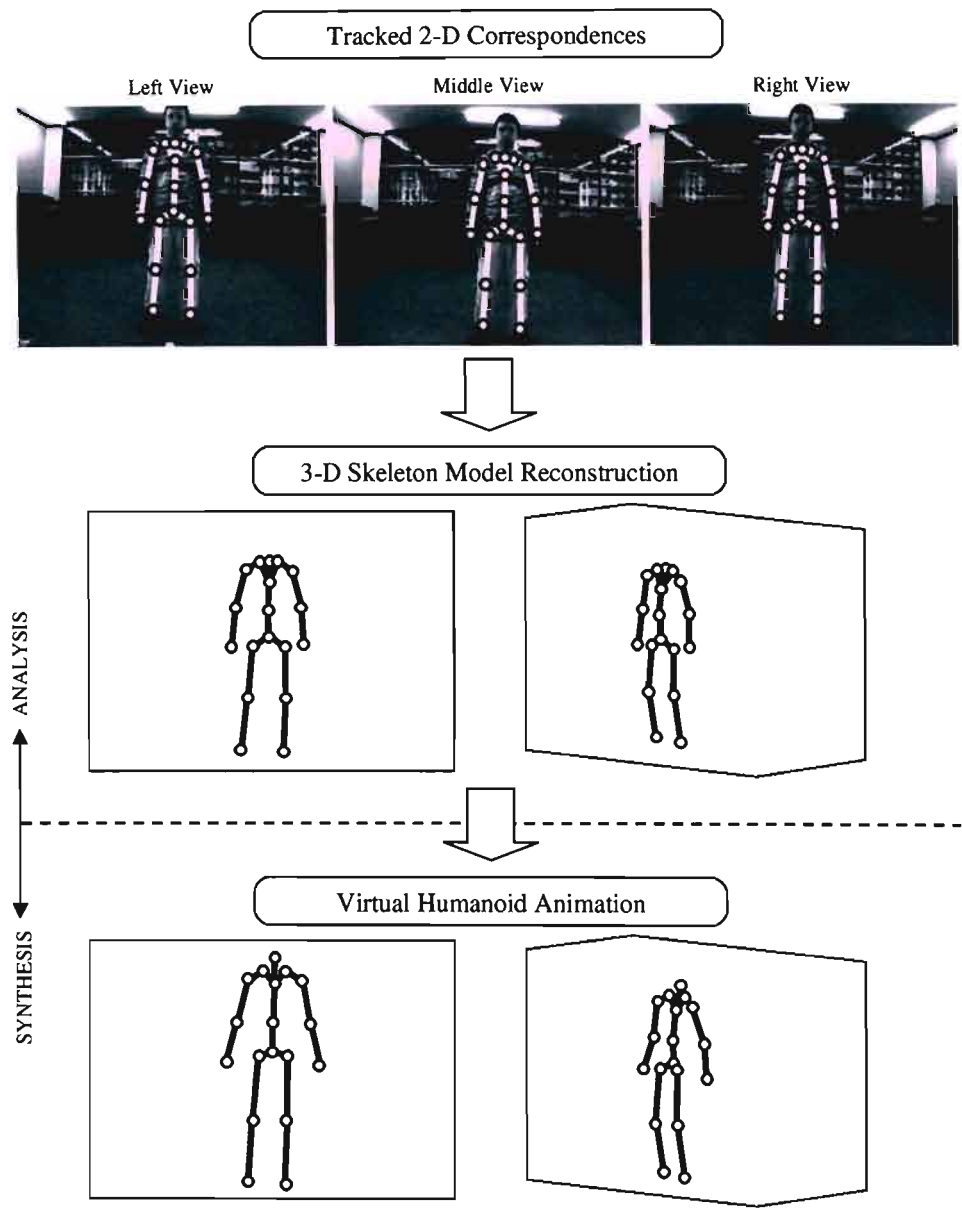 Tracked 2-D Correspondences
Left View
Middle View
Right View
3-D Skeleton Model Reconstruction
ANALYSIS
SYNTHESIS
Virtual Humanoid Animation